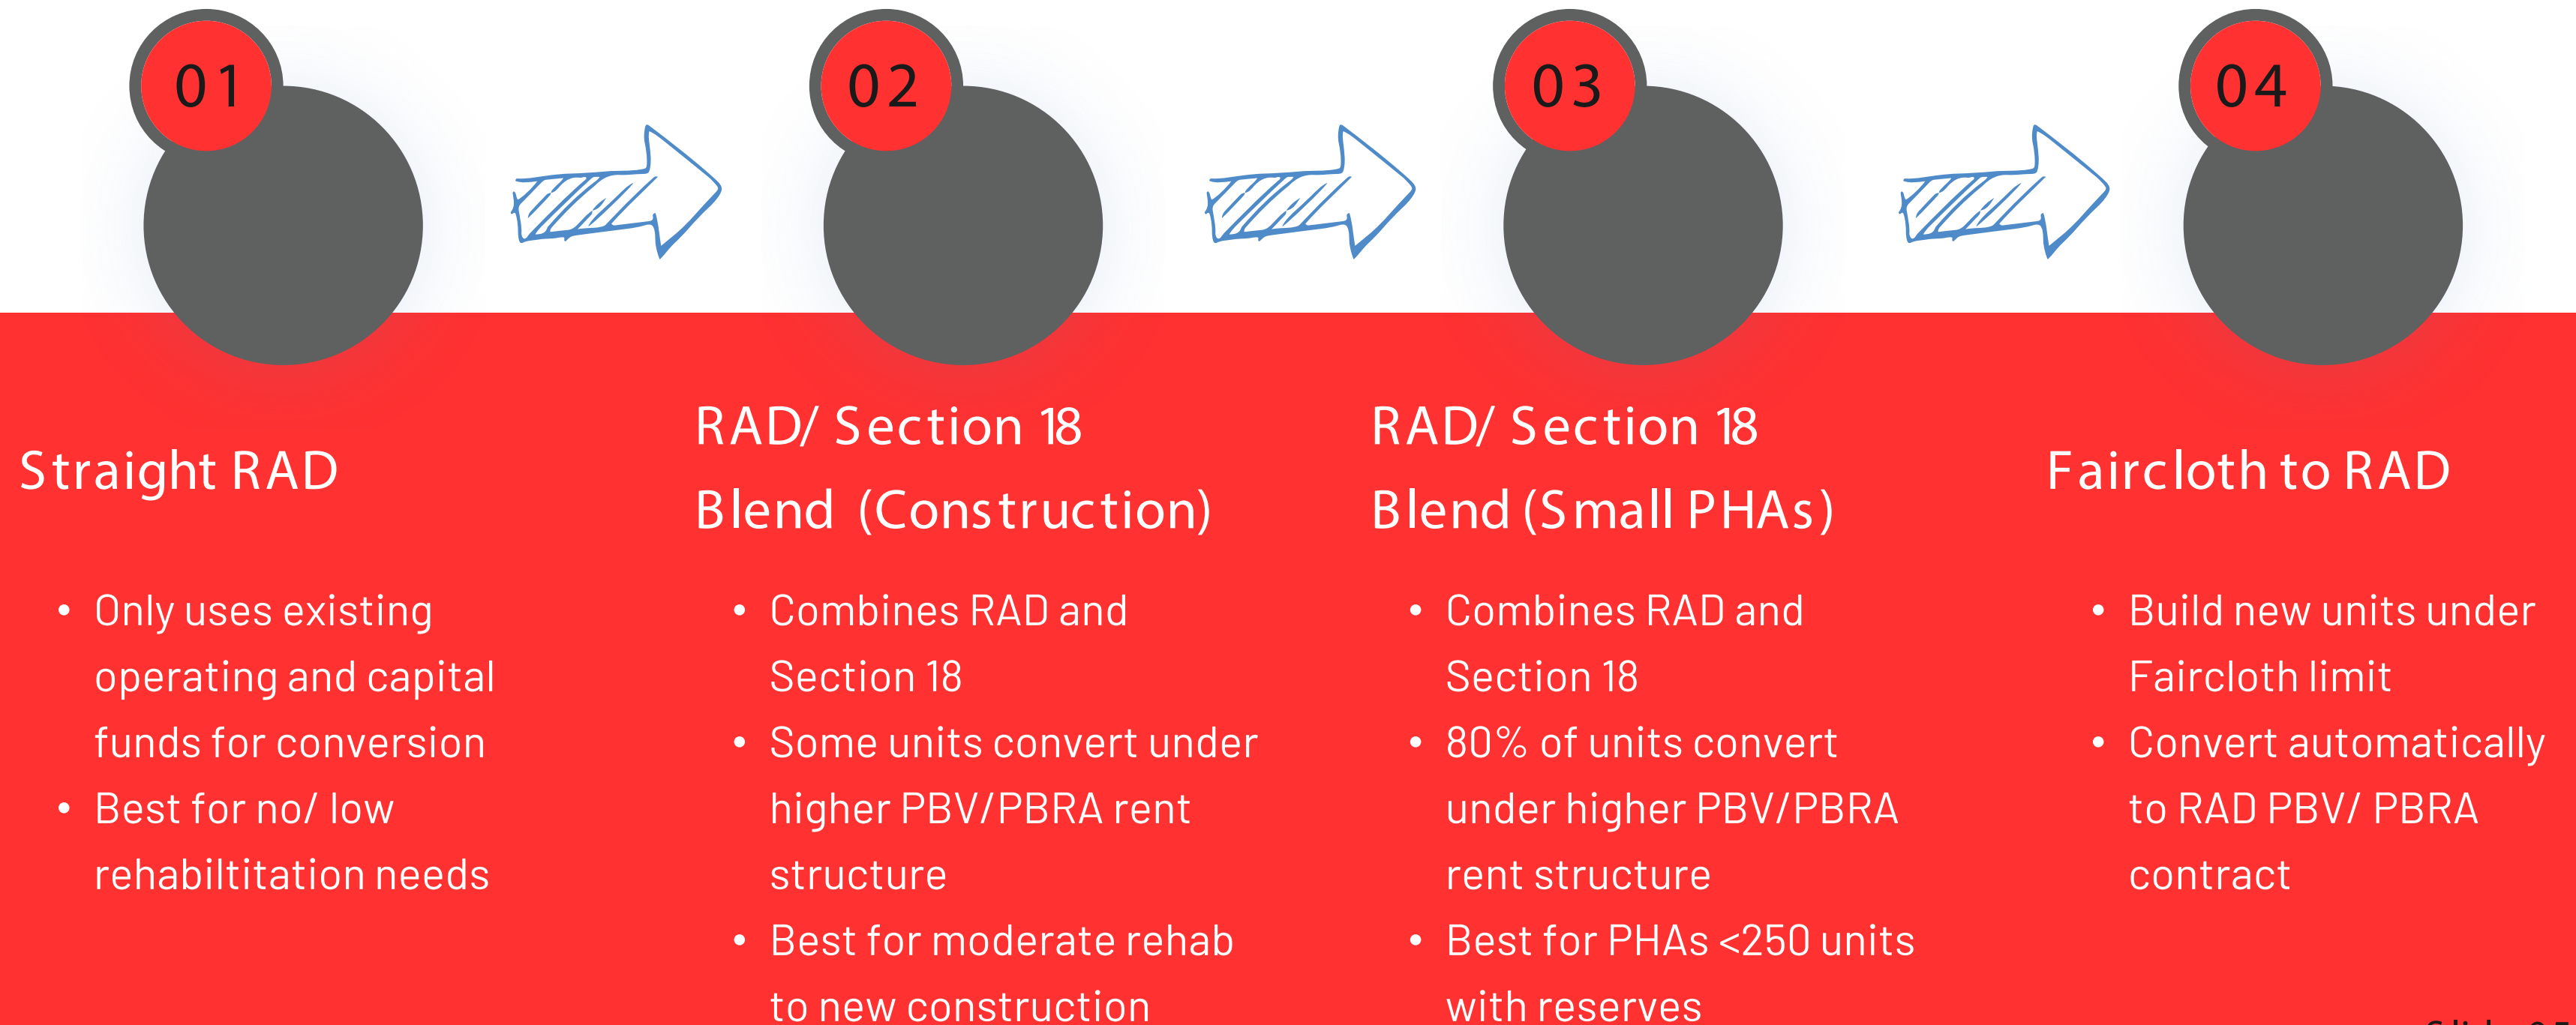 01
02
03
04
Straight RAD
• Only uses existing
operating and capital
funds for conversion
• Best for no/ low
rehabiltitation needs
RAD/ Section 18
Blend (Construction)
• Combines RAD and
Section 18
• Some units convert under
higher PBV/PBRA rent
structure
• Best for moderate rehab
to new construction
RAD/ Section 18
Blend (Small PHAs)
• Combines RAD and
Section 18
• 80% of units convert
under higher PBV/PBRA
rent structure
• Best for PHAs <250 units
with reserves
Faircloth to RAD
• Build new units under
Faircloth limit
• Convert automatically
to RAD PBV/ PBRA
contract